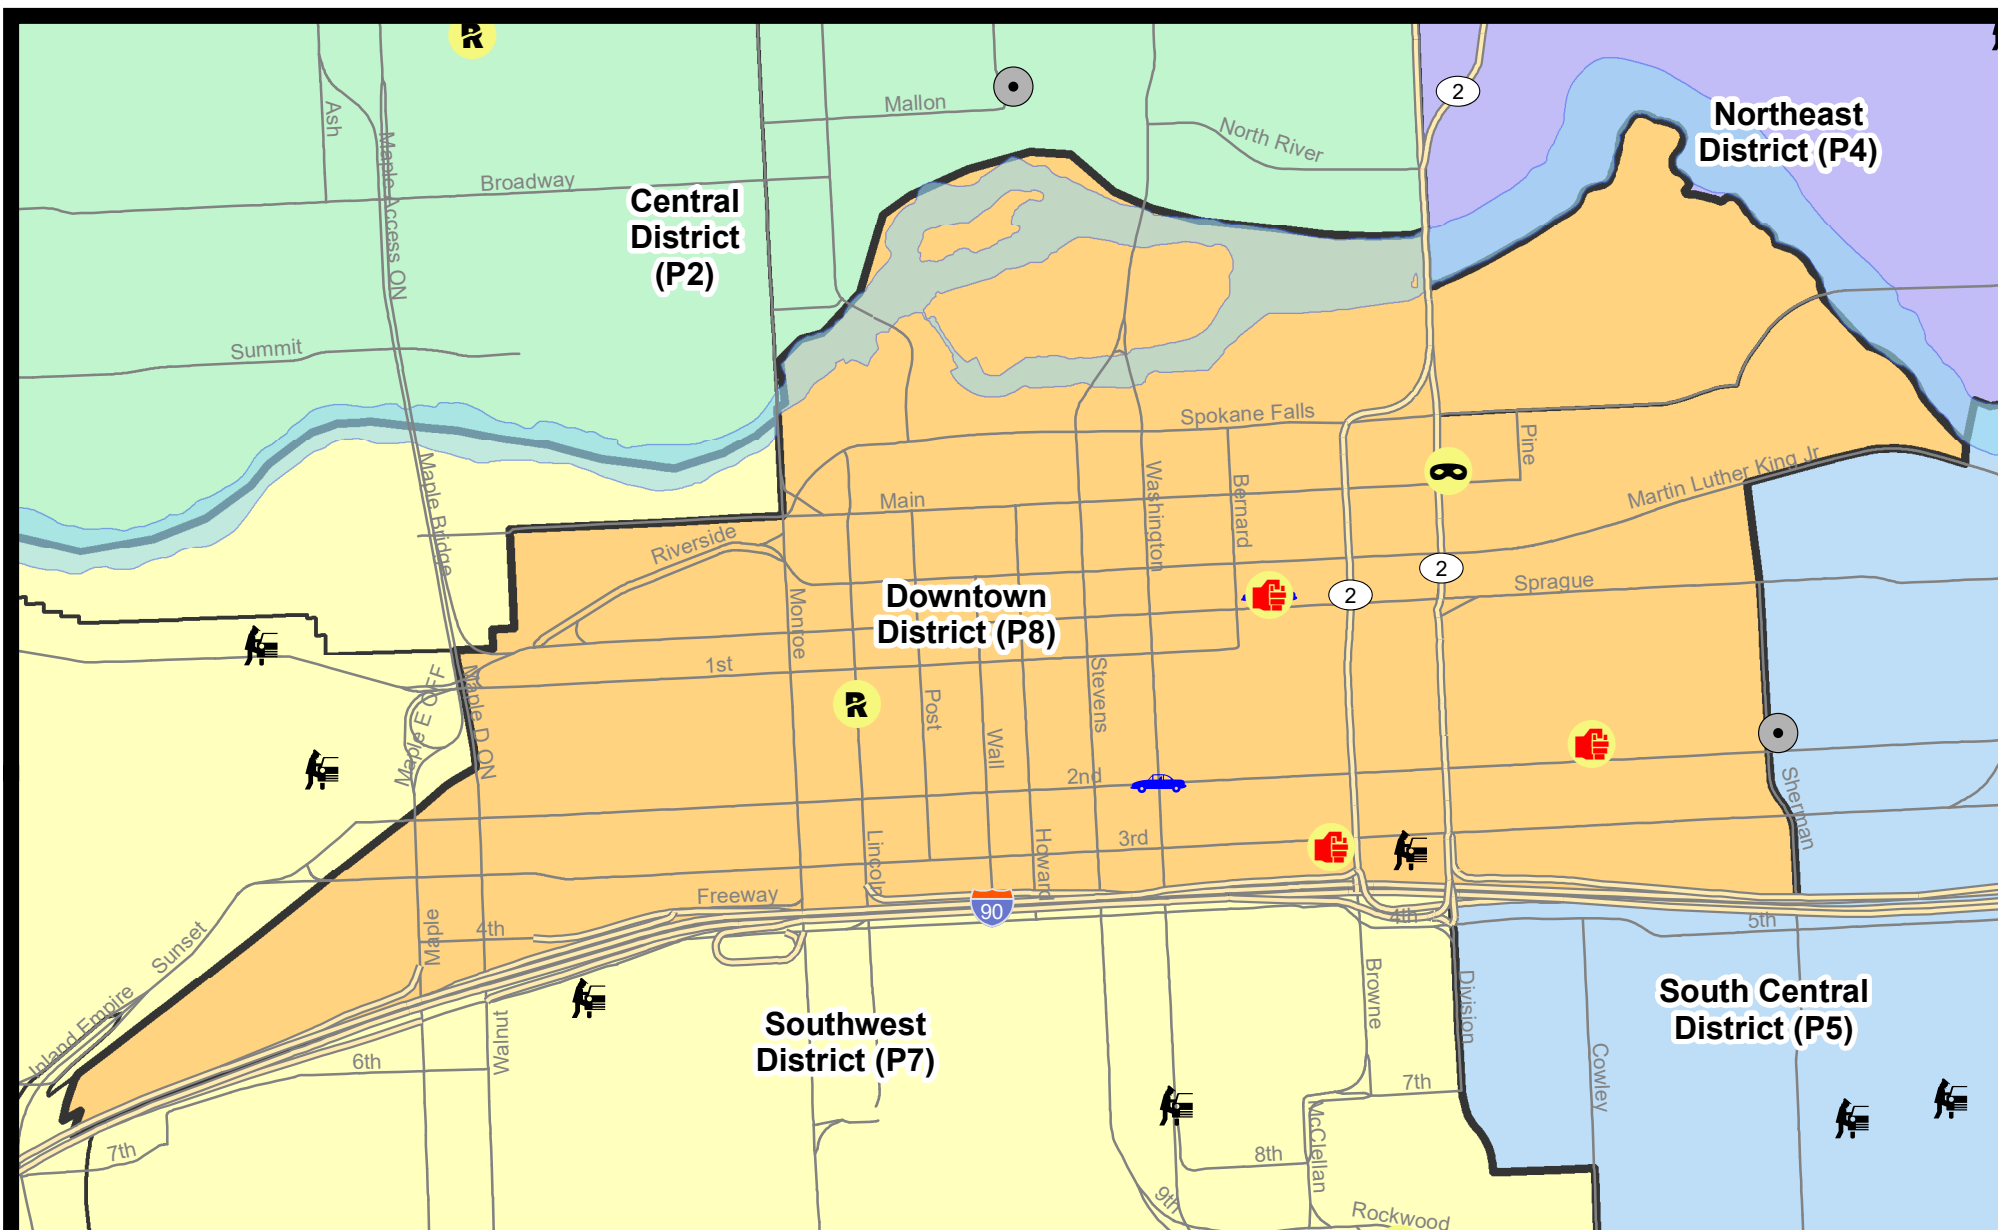 R
2
Mallon
Ash
Northeast
District (P4)
North River
Maple Access ON
Broadway
Central
District
(P2)
Summit
Spokane Falls
Pine
Maple Bridge
Washington
Bernard
Martin Luther King Jr
Main
Riverside
2
2
Sprague
Downtown
District (P8)
Monroe
1st
Stevens
Maple E OFF
Maple D ON
R
Post
Wall
2nd
Sherman
3rd
Lincoln
Howard
Freeway
90
4th
4th
5th
Maple
Sunset
Browne
Division
Inland Empire
Southwest
District (P7)
South Central
District (P5)
Walnut
6th
Cowley
7th
McClellan
7th
8th
9th
Rockwood